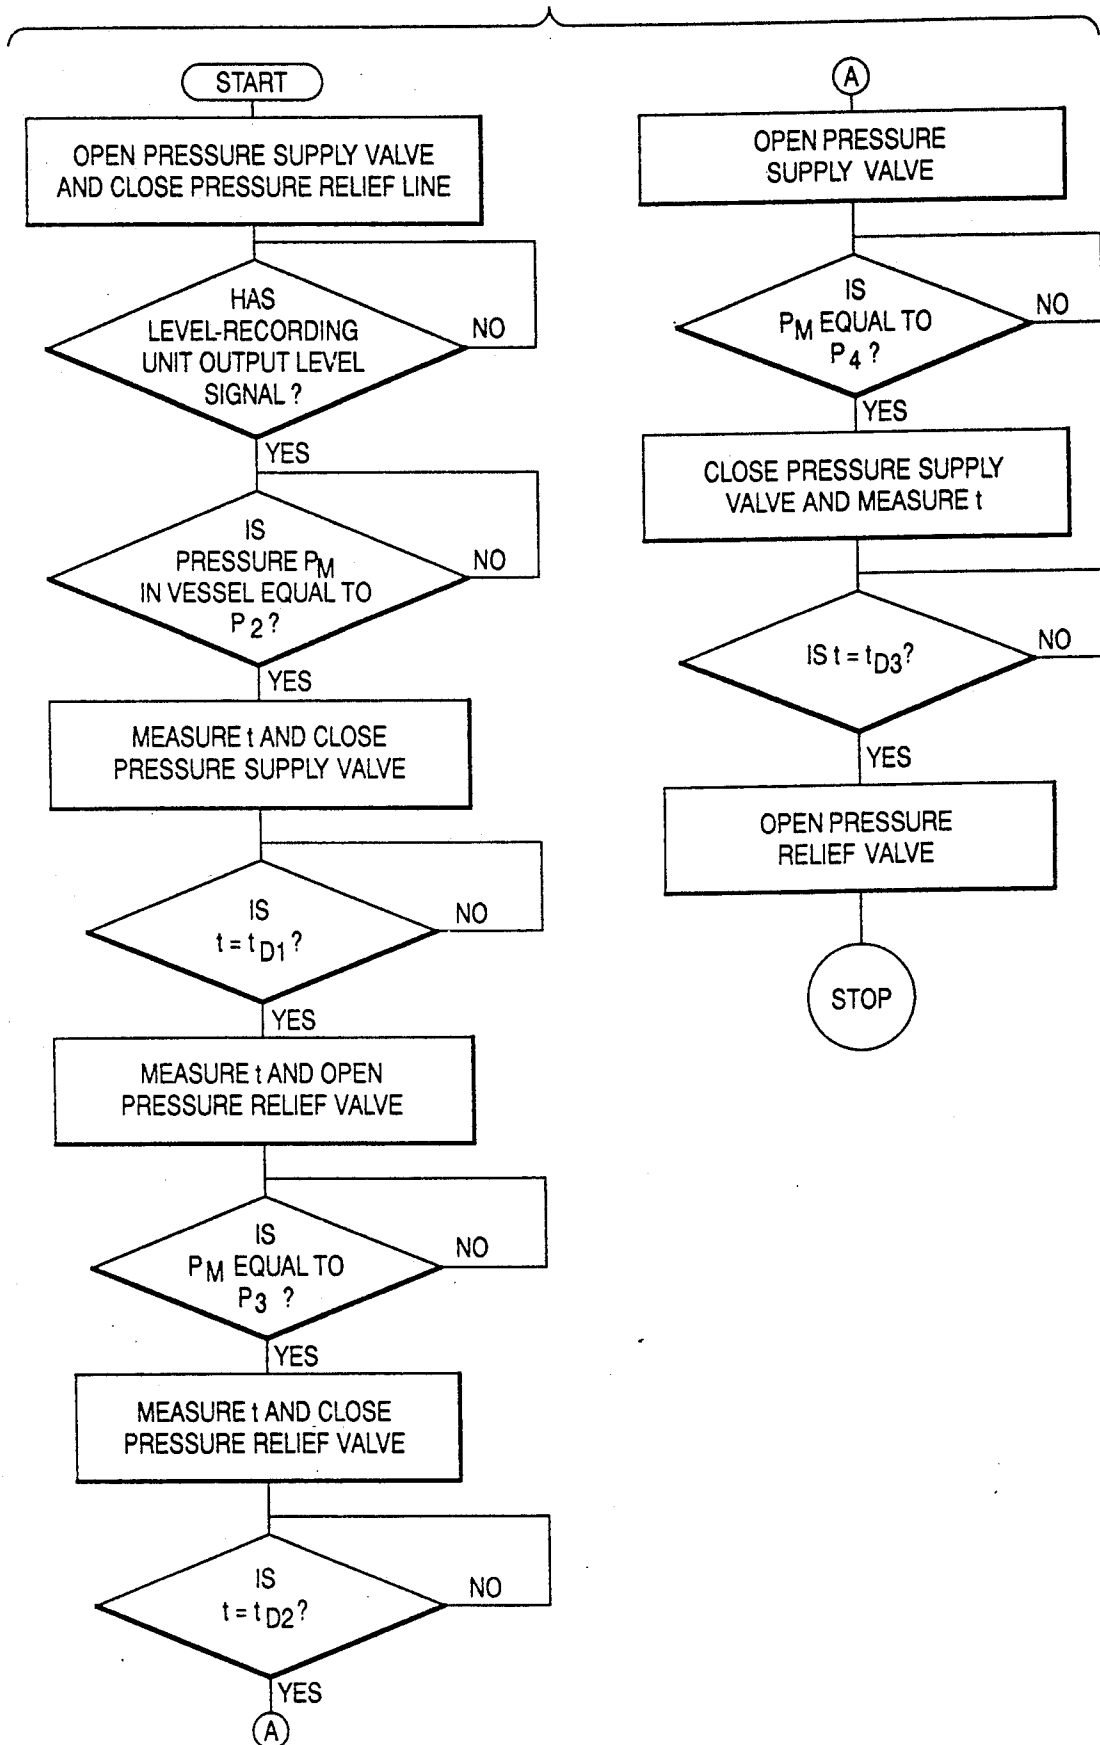 START
OPEN PRESSURE SUPPLY VALVE
AND CLOSE PRESSURE RELIEF LINE
HAS
LEVEL-RECORDING
UNIT OUTPUT LEVEL
SIGNAL ?
NO
YES
IS
PRESSURE PM
IN VESSEL EQUAL TO
P2 ?
NO
YES
MEASURE t AND CLOSE
PRESSURE SUPPLY VALVE
IS
t = tD1 ?
NO
YES
MEASURE t AND OPEN
PRESSURE RELIEF VALVE
IS
PM EQUAL TO
P3 ?
NO
YES
MEASURE t AND CLOSE
PRESSURE RELIEF VALVE
IS
t = tD2 ?
NO
YES
A
A
OPEN PRESSURE
SUPPLY VALVE
IS
PM EQUAL TO
P4 ?
NO
YES
CLOSE PRESSURE SUPPLY
VALVE AND MEASURE t
IS t = tD3 ?
NO
YES
OPEN PRESSURE
RELIEF VALVE
STOP